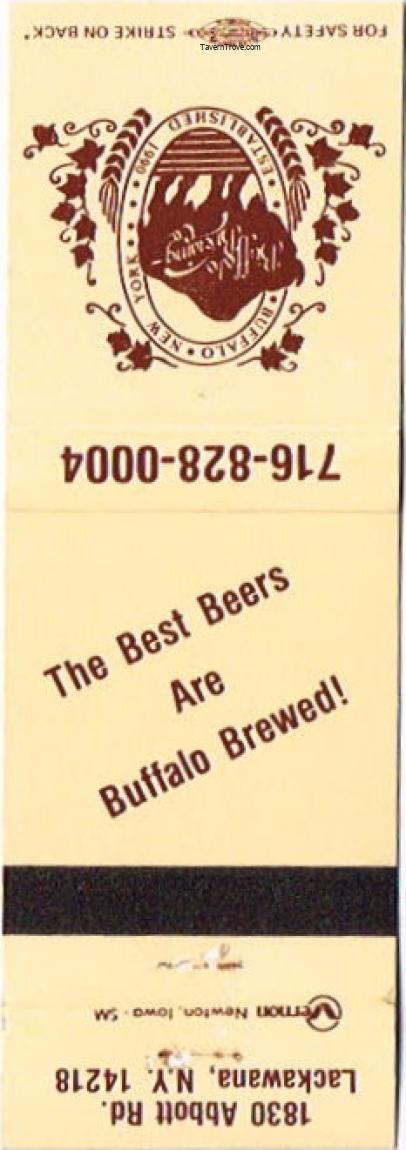 FOR SAFETY STRIKE ON BACK
TavernTrove.com
ESTABLISHED 1990
BUFFALO • NEW YORK
Buffalo Brewing Co.
716-828-0004
The Best Beers
Are
Buffalo Brewed!
Vernon Newton, Iowa - SM
1830 Abbott Rd.
Lackawana, N.Y. 14218